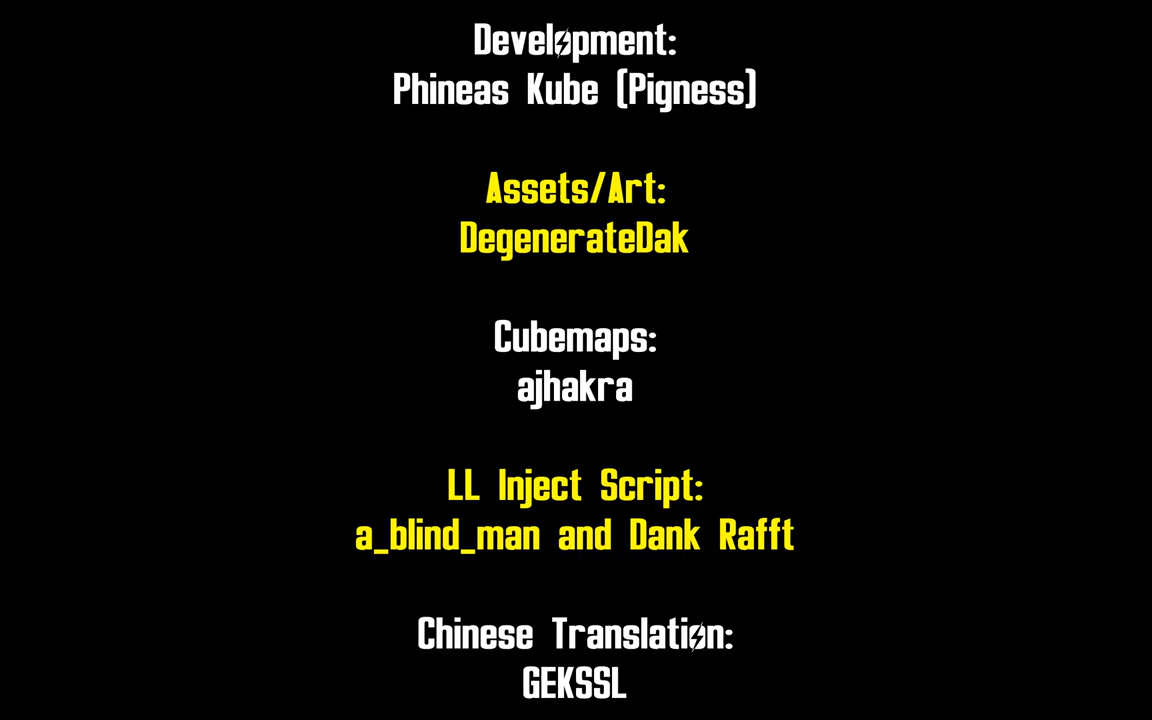 Development:
Phineas Kube (Pigness)
Assets/Art:
DegenerateDak
Cubemaps:
ajhakra
LL Inject Script:
a_blind_man and Dank Rafft
Chinese Translation:
GEKSSL